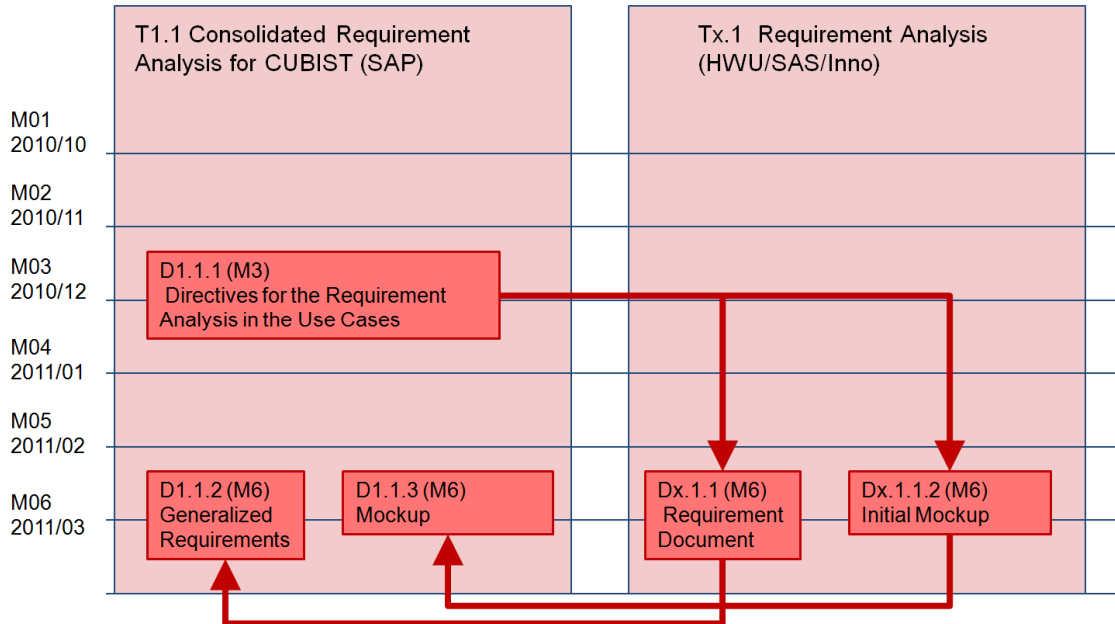 T1.1 Consolidated Requirement
Analysis for CUBIST (SAP)
Tx.1 Requirement Analysis
(HWU/SAS/Inno)
M01
2010/10
M02
2010/11
M03
2010/12
D1.1.1 (M3)
Directives for the Requirement
Analysis in the Use Cases
M04
2011/01
M05
2011/02
M06
2011/03
D1.1.2 (M6)
Generalized
Requirements
D1.1.3 (M6)
Mockup
Dx.1.1 (M6)
Requirement
Document
Dx.1.1.2 (M6)
Initial Mockup